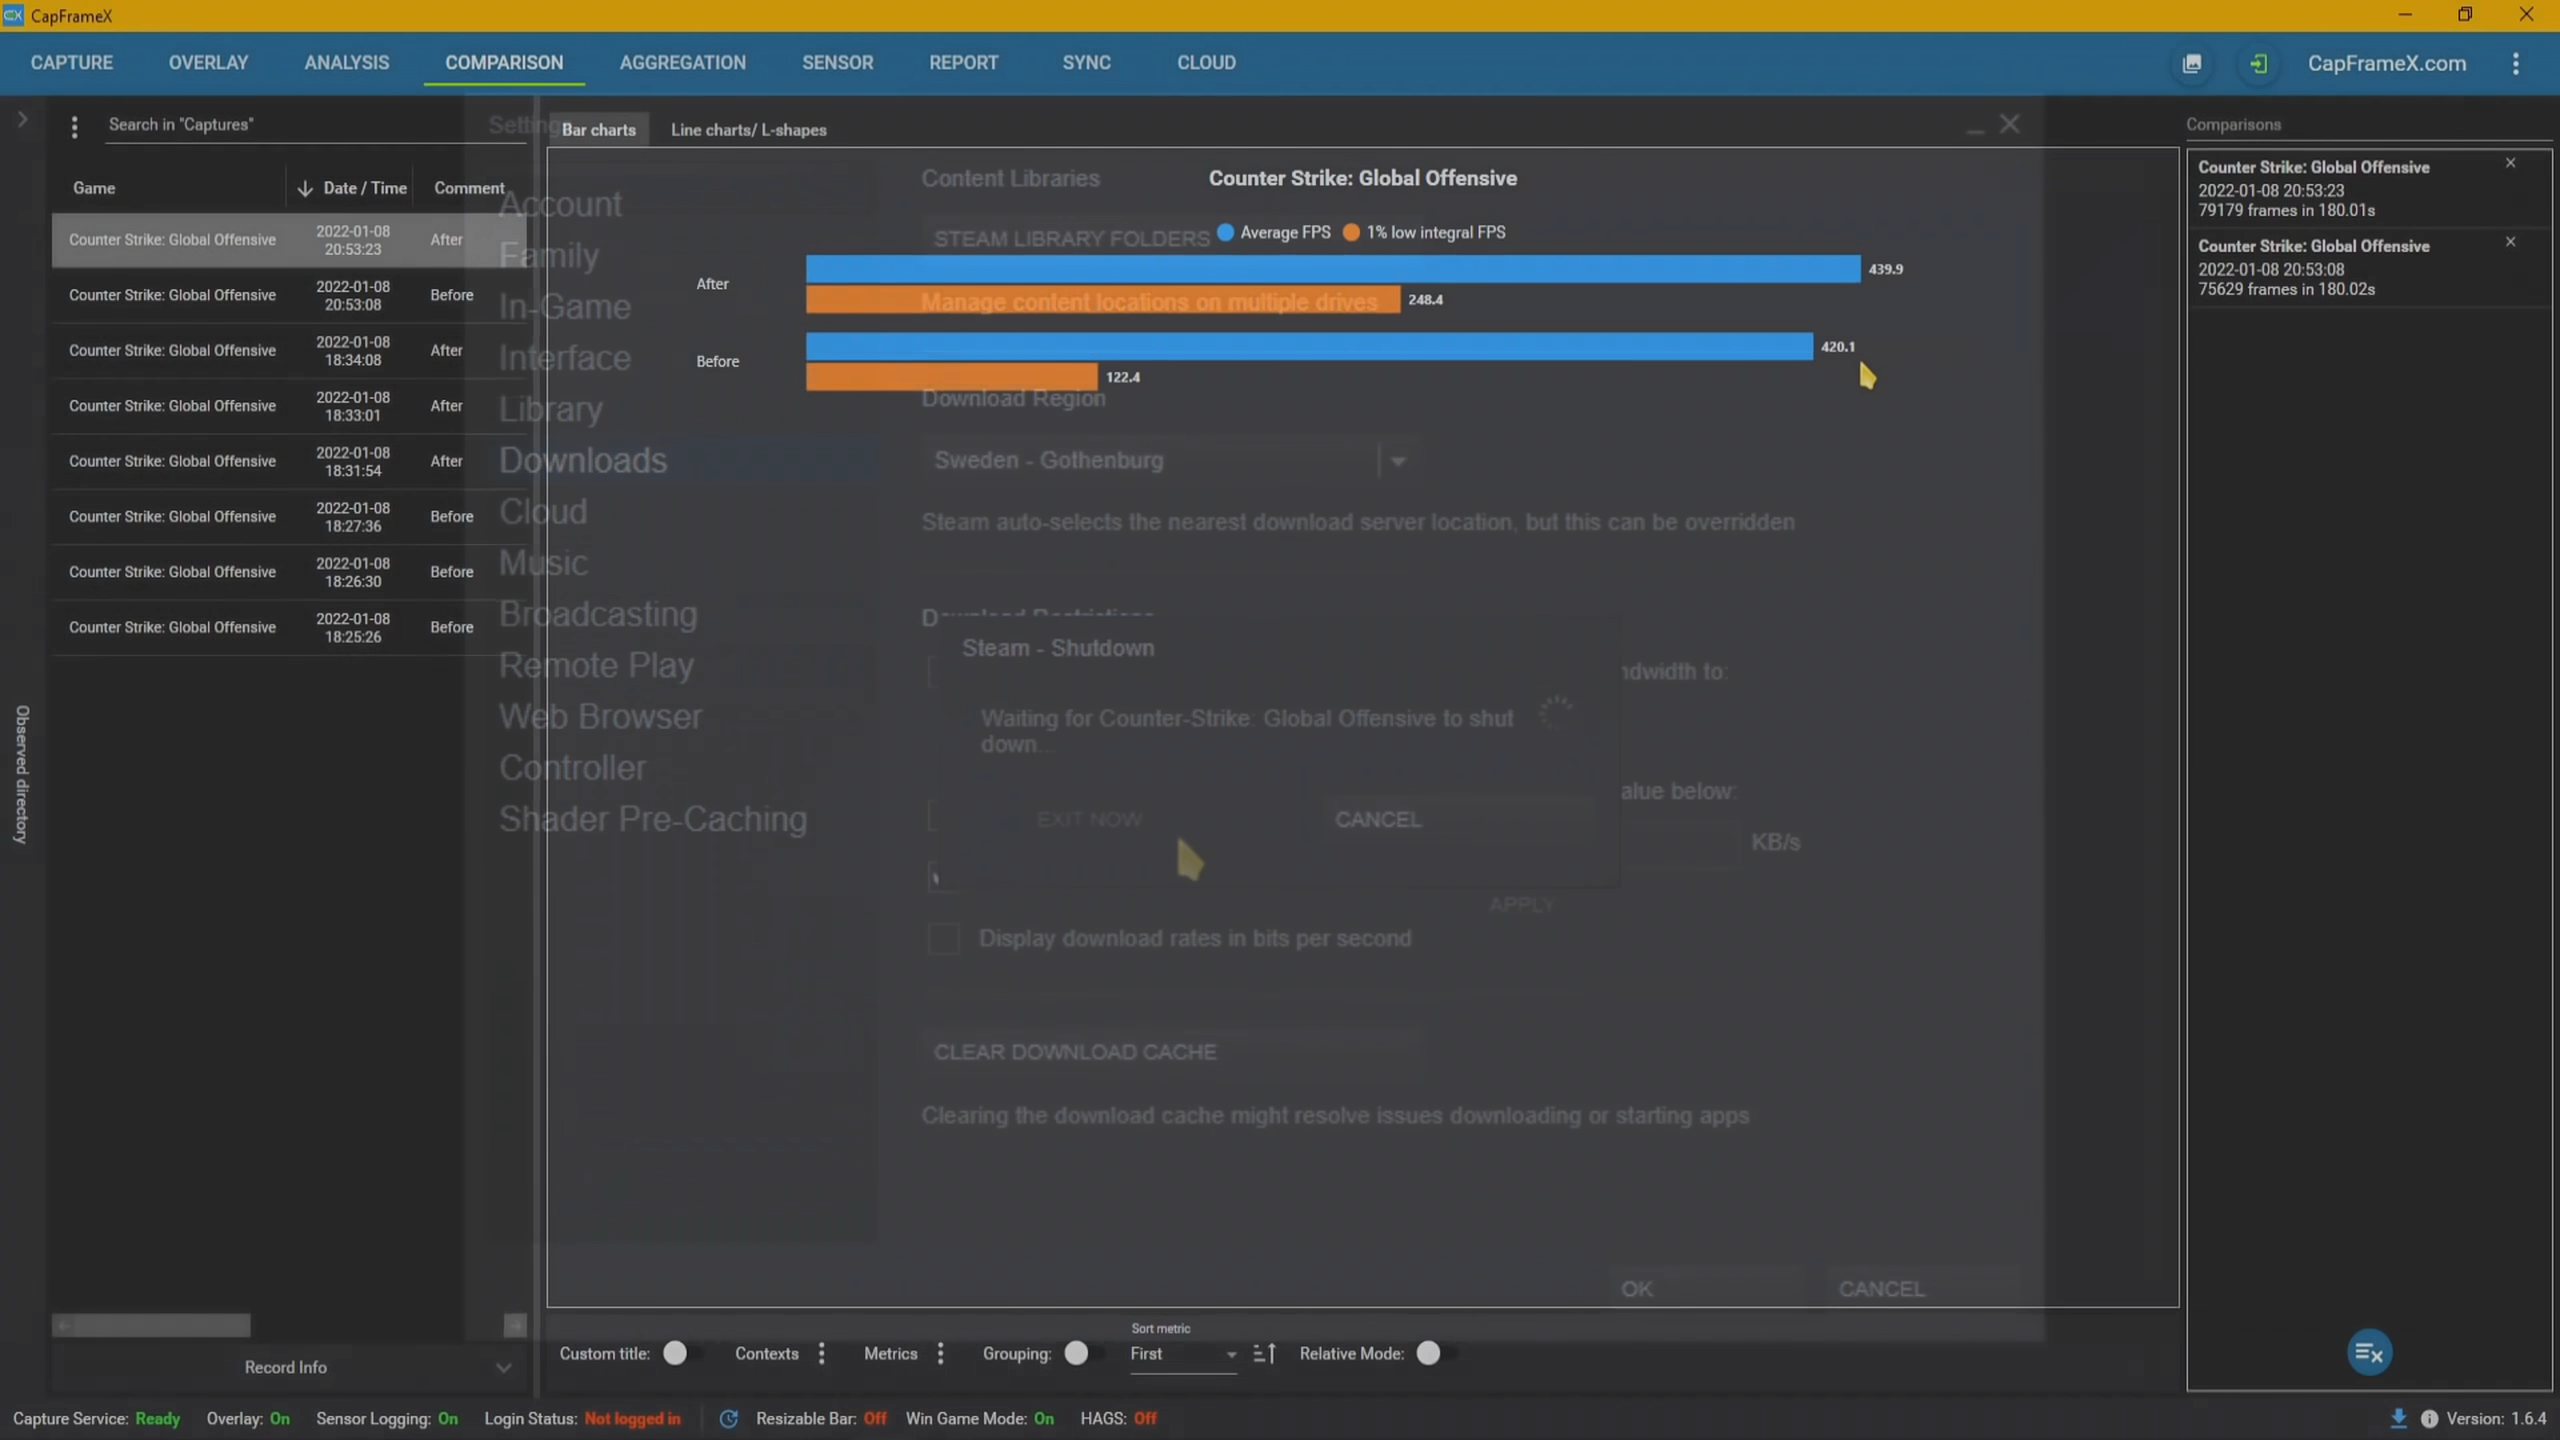 CapFrameX
CAPTURE OVERLAY ANALYSIS COMPARISON AGGREGATION SENSOR REPORT SYNC CLOUD CapFrameX.com
Search in "Captures"
Game Date / Time Comment
Counter Strike: Global Offensive 2022-01-08 20:53:23 After
Counter Strike: Global Offensive 2022-01-08 20:53:08 Before
Counter Strike: Global Offensive 2022-01-08 18:34:08 After
Counter Strike: Global Offensive 2022-01-08 18:33:01 After
Counter Strike: Global Offensive 2022-01-08 18:31:54 After
Counter Strike: Global Offensive 2022-01-08 18:27:36 Before
Counter Strike: Global Offensive 2022-01-08 18:26:30 Before
Counter Strike: Global Offensive 2022-01-08 18:25:26 Before
Observed directory
Record Info
Bar charts Line charts/ L-shapes
Counter Strike: Global Offensive
Average FPS 1% low integral FPS
After
439.9
248.4
Before
420.1
122.4
Account
Family
In-Game
Interface
Library
Downloads
Cloud
Music
Broadcasting
Remote Play
Web Browser
Controller
Shader Pre-Caching
Content Libraries
STEAM LIBRARY FOLDERS
Manage content locations on multiple drives
Download Region
Sweden - Gothenburg
Steam auto-selects the nearest download server location, but this can be overridden
Download Restrictions
Steam - Shutdown
Waiting for Counter-Strike: Global Offensive to shut
down...
EXIT NOW CANCEL
to:
below:
KB/s
APPLY
Display download rates in bits per second
CLEAR DOWNLOAD CACHE
Clearing the download cache might resolve issues downloading or starting apps
OK CANCEL
Sort metric
Custom title: Contexts Metrics Grouping: First Relative Mode:
Comparisons
Counter Strike: Global Offensive
2022-01-08 20:53:23
79179 frames in 180.01s
Counter Strike: Global Offensive
2022-01-08 20:53:08
75629 frames in 180.02s
Capture Service: Ready Overlay: On Sensor Logging: On Login Status: Not logged in Resizable Bar: Off Win Game Mode: On HAGS: Off Version: 1.6.4